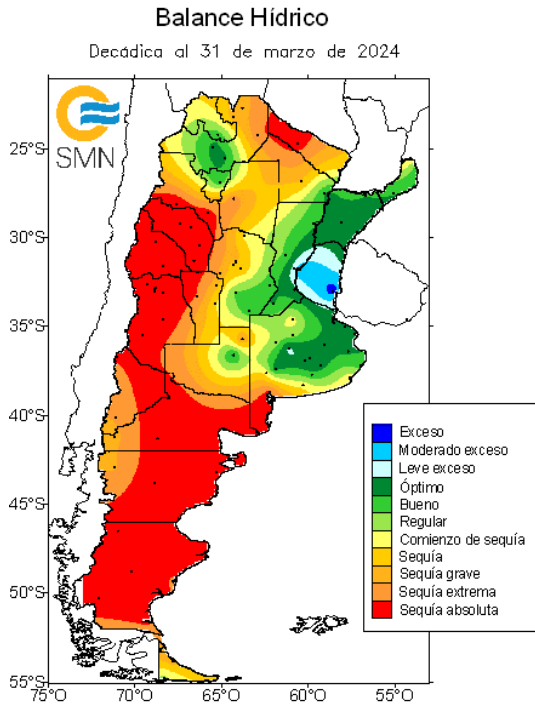 Balance Hídrico
Decádica al 31 de marzo de 2024
SMN
25°S
30°S
35°S
40°S
45°S
50°S
55°S
75°O
70°O
65°O
60°O
55°O
Exceso
Moderado exceso
Leve exceso
Óptimo
Bueno
Regular
Comienzo de sequía
Sequía
Sequía grave
Sequía extrema
Sequía absoluta